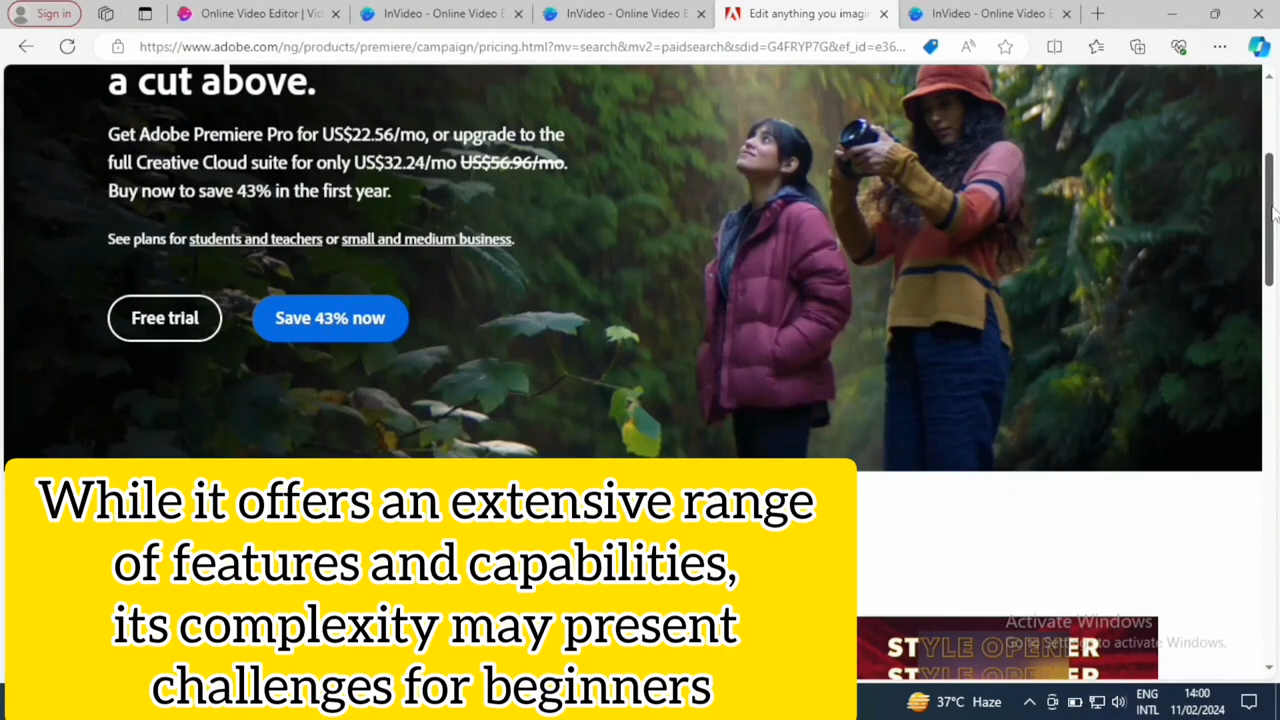 Sign in
Online Video Editor | Vid
InVideo - Online Video E
InVideo - Online Video E
Edit anything you imagin
InVideo - Online Video E
https://www.adobe.com/ng/products/premiere/campaign/pricing.html?mv=search&mv2=paidsearch&sdid=G4FRYP7G&ef_id=e36...
a cut above.
Get Adobe Premiere Pro for US$22.56/mo, or upgrade to the
full Creative Cloud suite for only US$32.24/mo US$56.96/mo.
Buy now to save 43% in the first year.
See plans for students and teachers or small and medium business.
Free trial
Save 43% now
While it offers an extensive range
of features and capabilities,
its complexity may present
challenges for beginners
Activate Windows
Go to Settings to activate Windows.
STYLE OPENER
STYLE OPENER
37°C Haze
ENG
INTL
14:00
11/02/2024